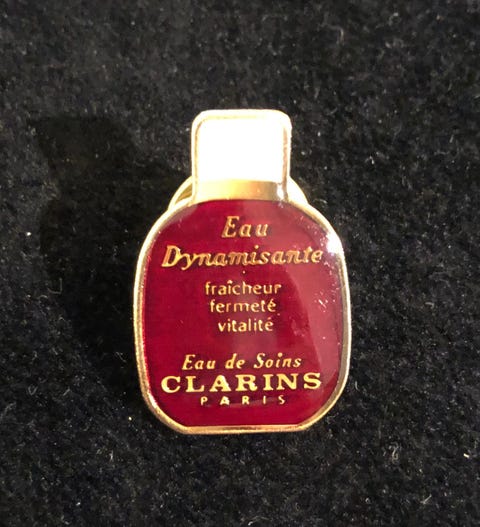 Eau
Dynamisante
fraîcheur
fermeté
vitalité
Eau de Soins
CLARINS
PARIS